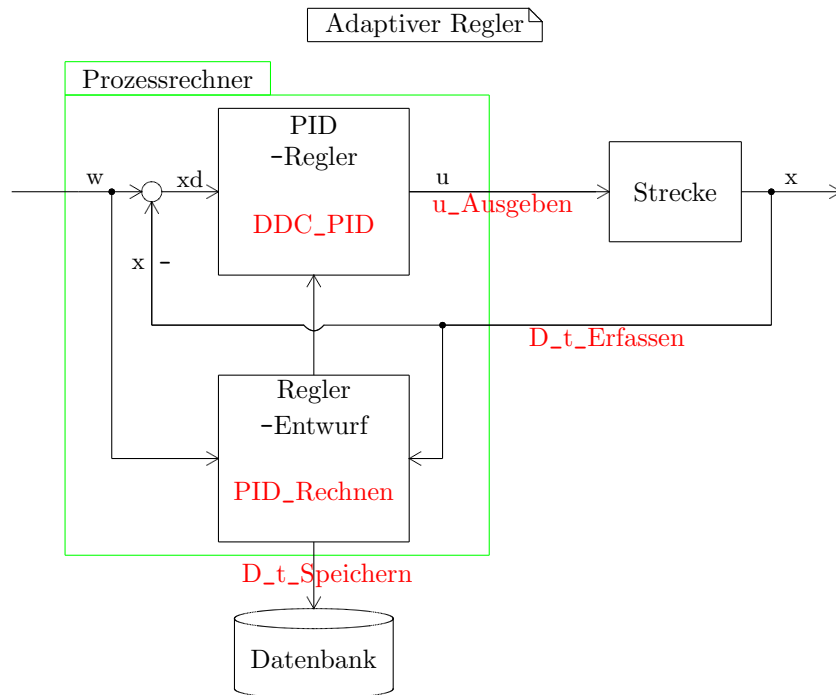 Adaptiver Regler
Prozessrechner
PID
-Regler
w
xd
u
Strecke
x
u_Ausgeben
DDC_PID
x -
D_t_Erfassen
Regler
-Entwurf
PID_Rechnen
D_t_Speichern
Datenbank